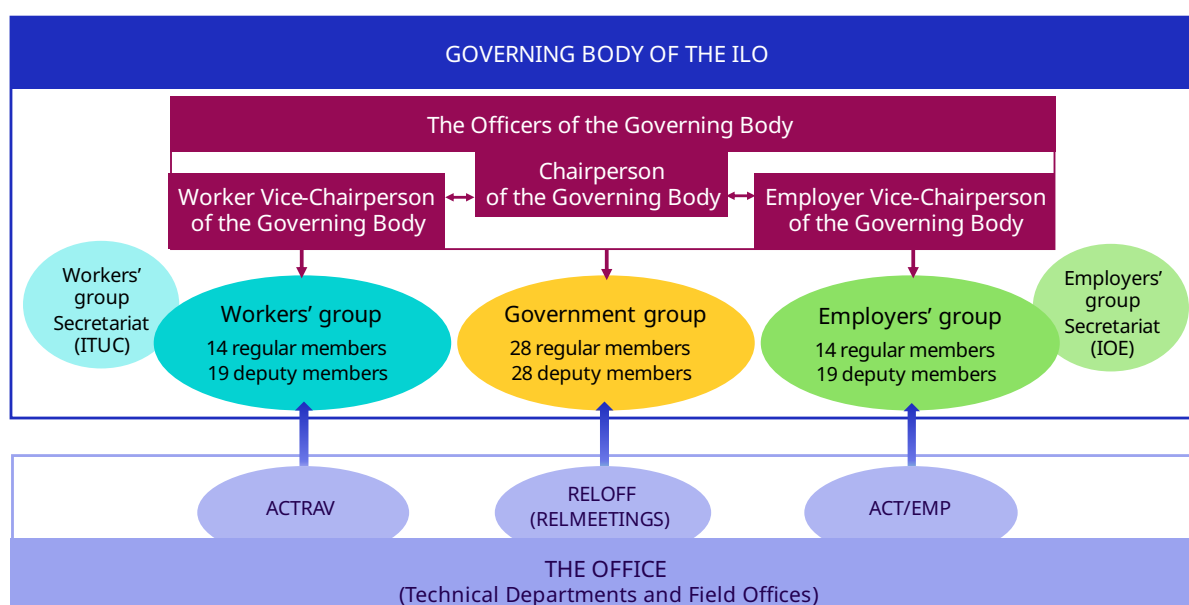 GOVERNING BODY OF THE ILO
The Officers of the Governing Body
Chairperson
of the Governing Body
Worker Vice-Chairperson
of the Governing Body
Employer Vice-Chairperson
of the Governing Body
Workers’
group
Secretariat
(ITUC)
Workers’ group
14 regular members
19 deputy members
Government group
28 regular members
28 deputy members
Employers’ group
14 regular members
19 deputy members
Employers’
group
Secretariat
(IOE)
ACTRAV
RELOFF
(RELMEETINGS)
ACT/EMP
THE OFFICE
(Technical Departments and Field Offices)